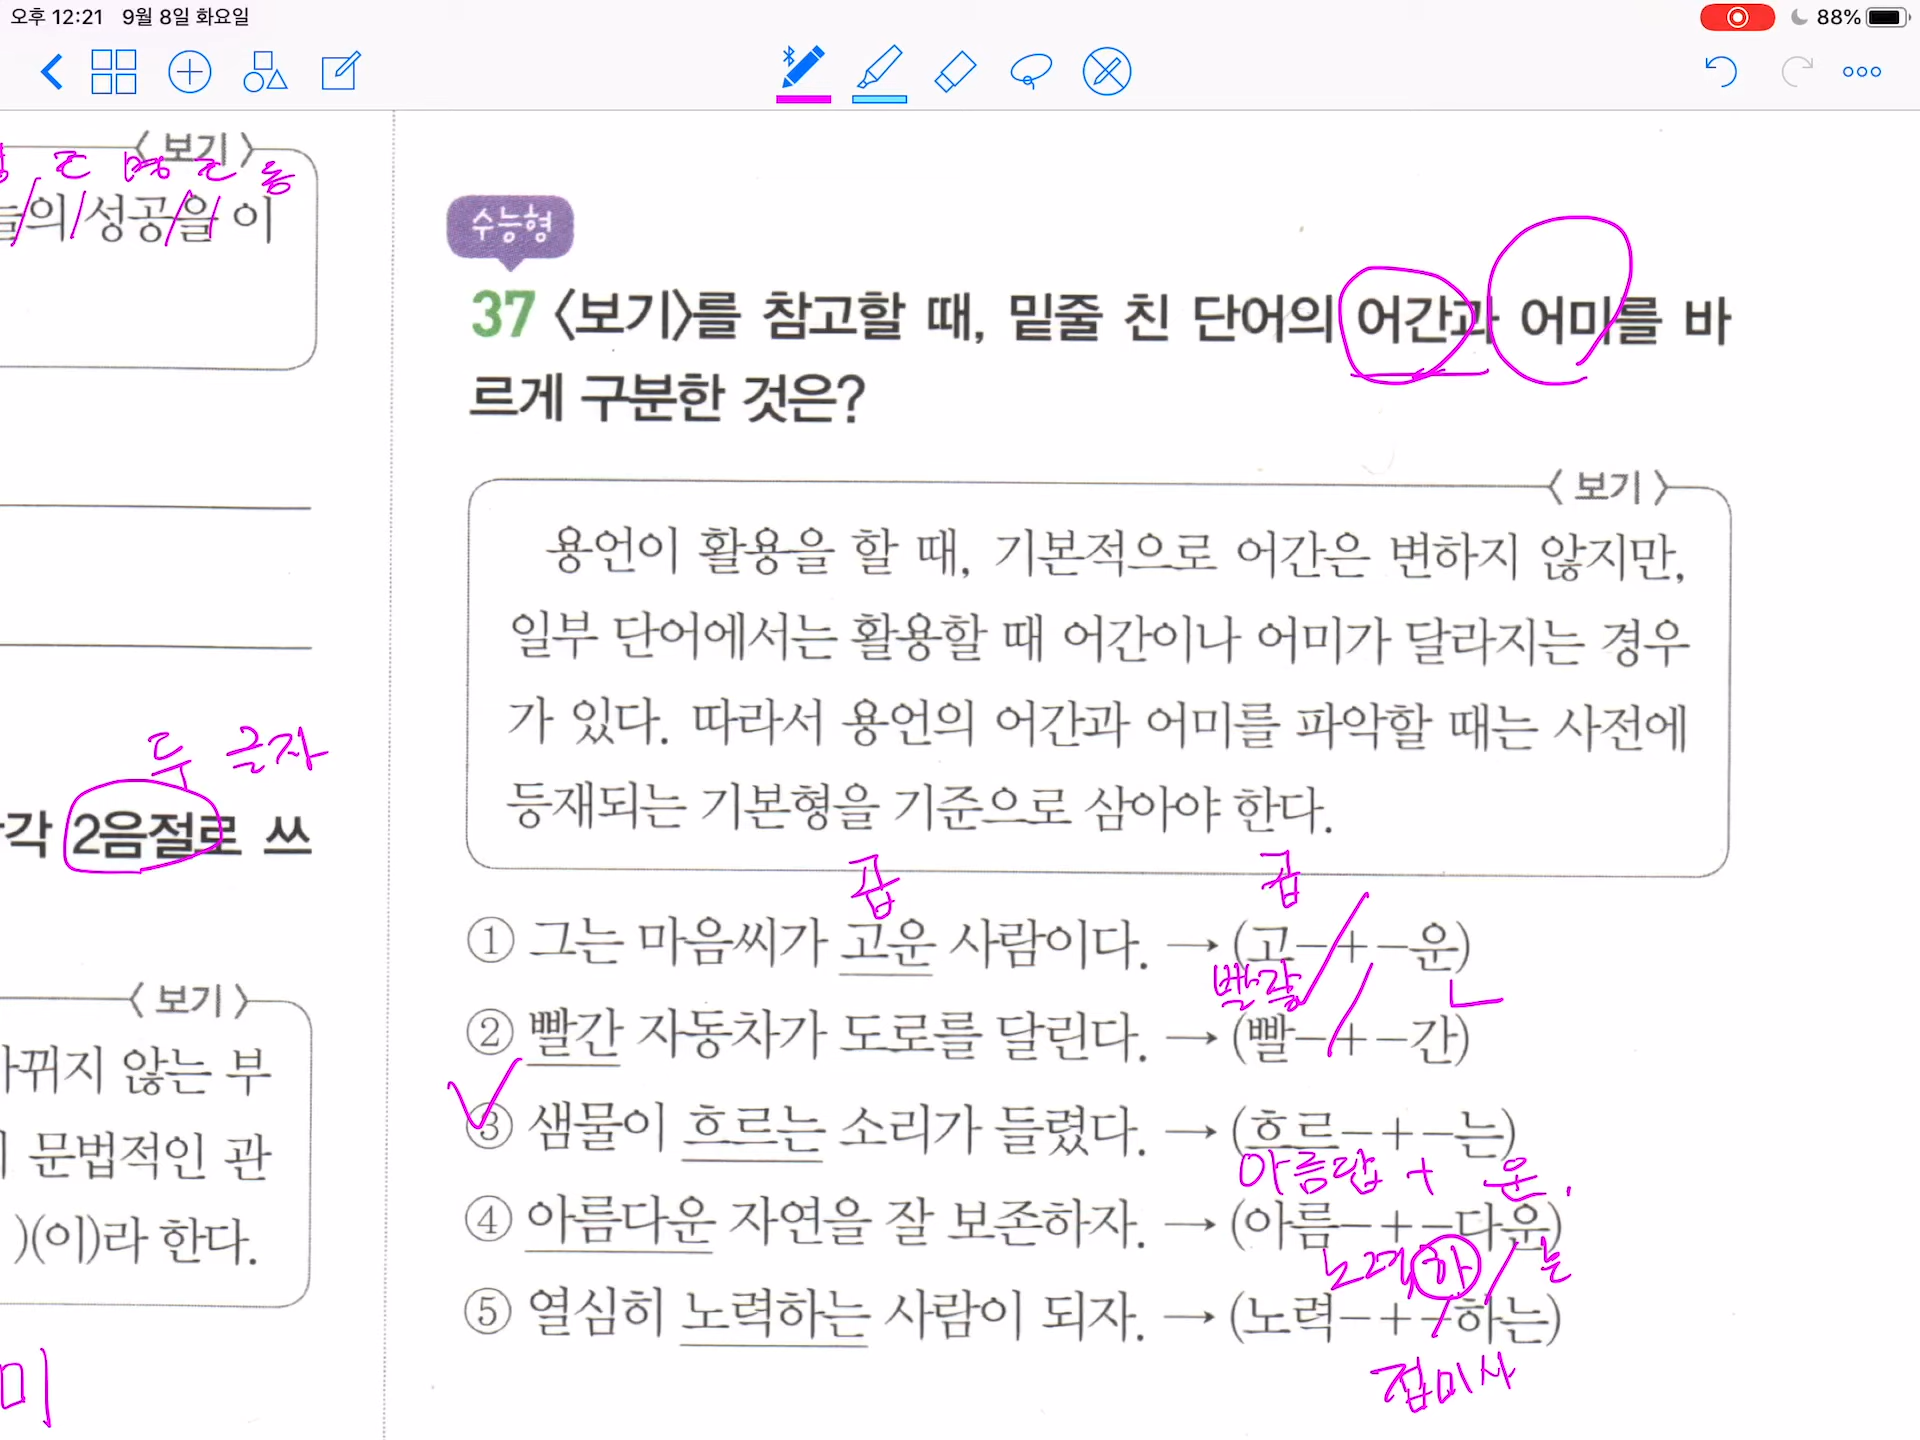 오후 12:21 9월 8일 화요일
88%
〈보기〉
의 성공을 이
두 글자
각 2음절로 쓰
〈보기〉
바뀌지 않는 부
문법적인 관
)(이)라 한다.
미
수능형
37 〈보기〉를 참고할 때, 밑줄 친 단어의 어간과 어미를 바
르게 구분한 것은?
〈보기〉
용언이 활용을 할 때, 기본적으로 어간은 변하지 않지만,
일부 단어에서는 활용할 때 어간이나 어미가 달라지는 경우
가 있다. 따라서 용언의 어간과 어미를 파악할 때는 사전에
등재되는 기본형을 기준으로 삼아야 한다.
곱 곱
① 그는 마음씨가 고운 사람이다. → (고-+-운)
빨갛 ㄴ
② 빨간 자동차가 도로를 달린다. → (빨-+-간)
③ 샘물이 흐르는 소리가 들렸다. → (흐르-+-는)
아름답 + 운
④ 아름다운 자연을 잘 보존하자. → (아름-+-다운)
노력 하 는
⑤ 열심히 노력하는 사람이 되자. → (노력-+-하는)
접미사